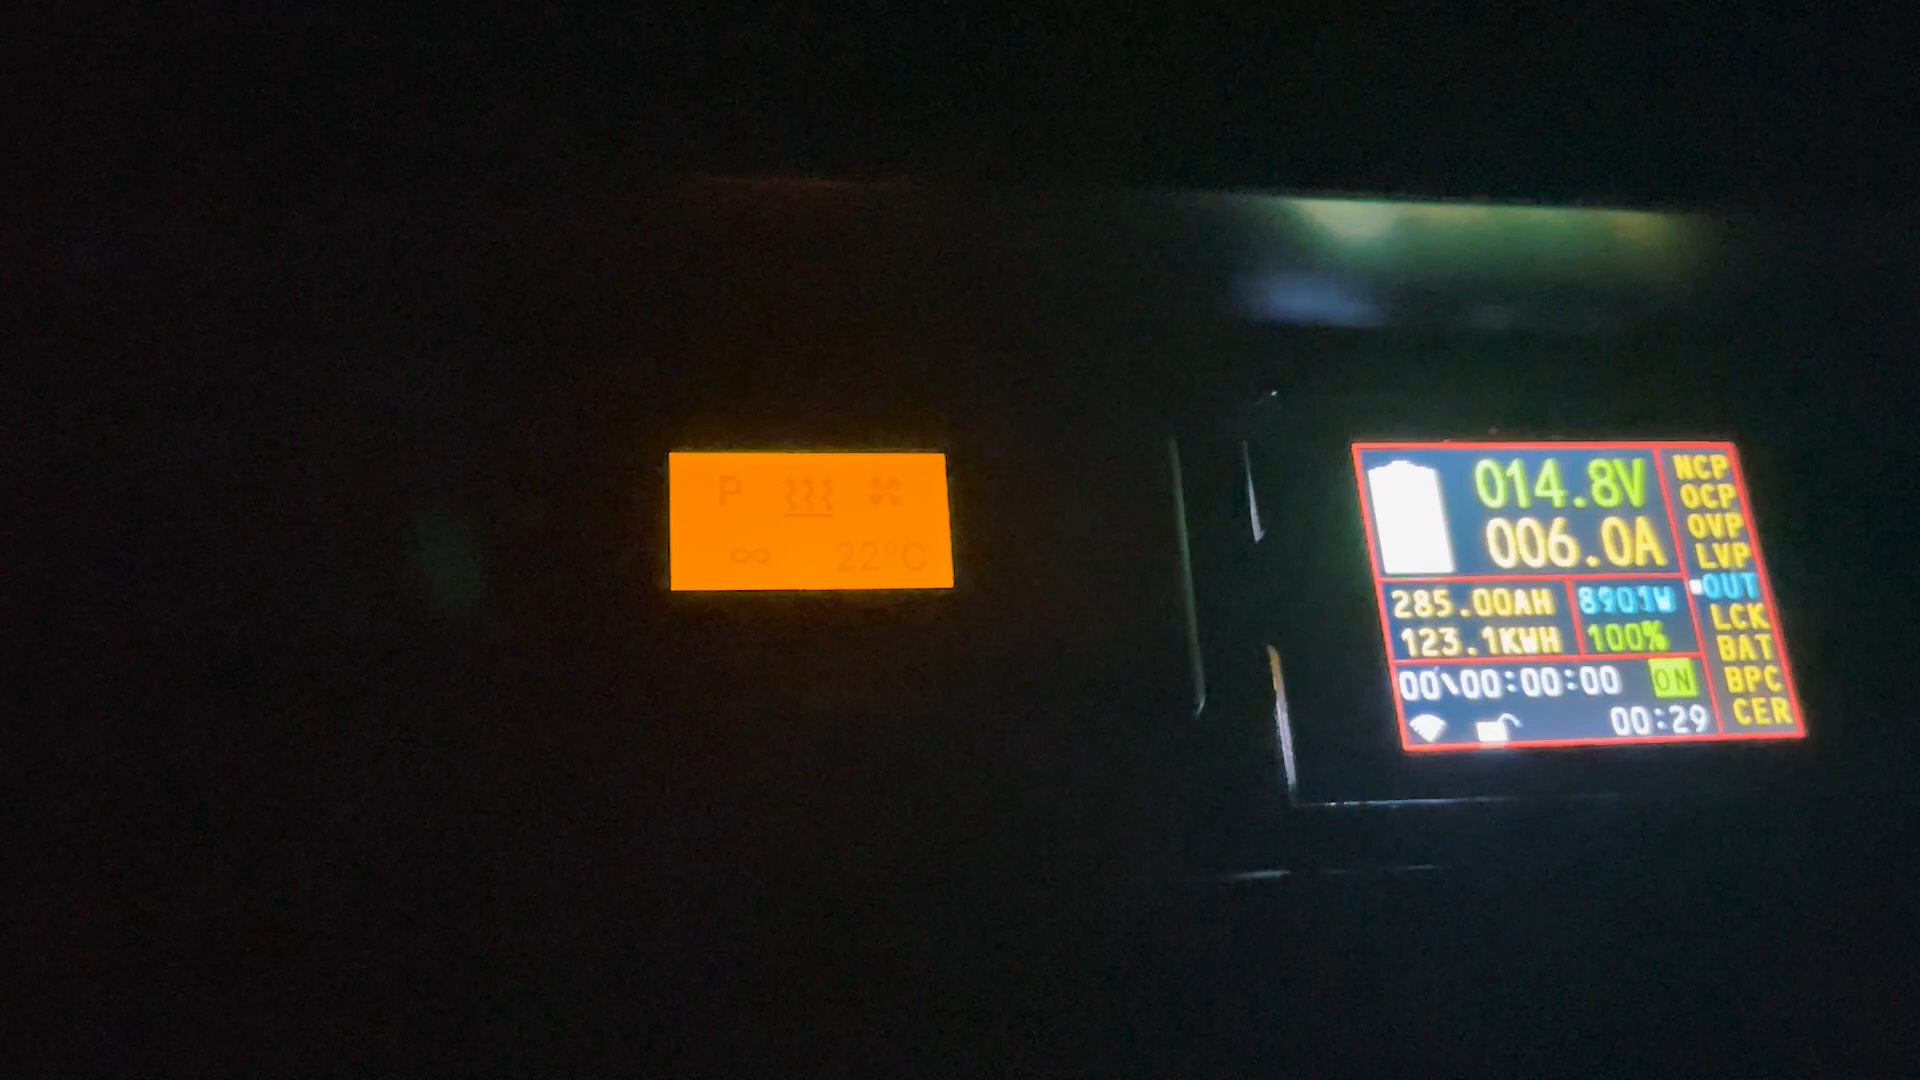 P
∞ 22°C
014.8V
006.0A
285.00AH 8901W
123.1KWH 100%
00\00:00:00 ON
00:29
NCP
OCP
OVP
LVP
OUT
LCK
BAT
BPC
CER